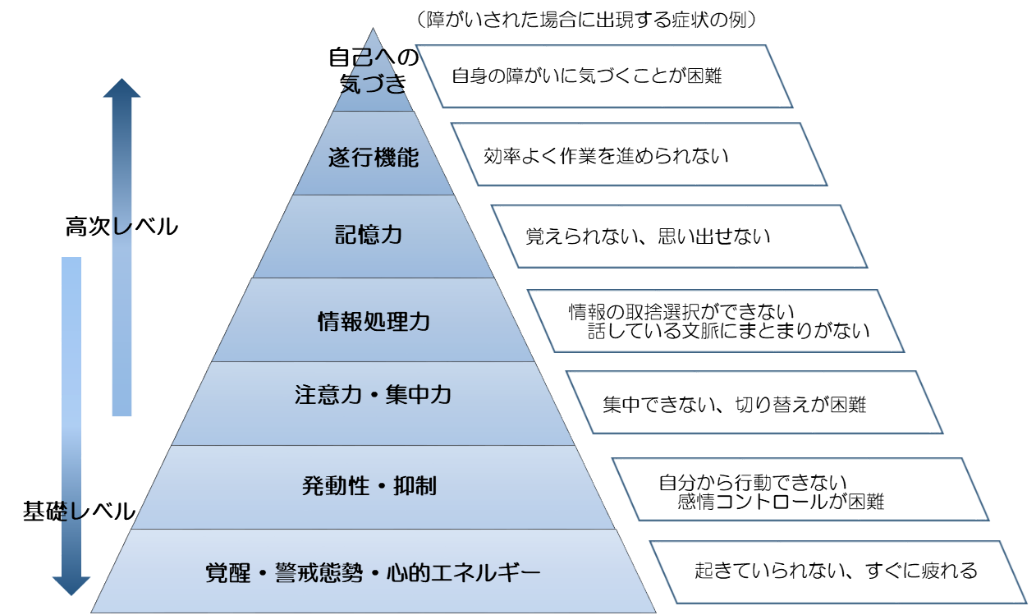 （障がいされた場合に出現する症状の例）
自己への
気づき
自身の障がいに気づくことが困難
遂行機能
効率よく作業を進められない
高次レベル
記憶力
覚えられない、思い出せない
情報処理力
情報の取捨選択ができない
話している文脈にまとまりがない
注意力・集中力
集中できない、切り替えが困難
基礎レベル
発動性・抑制
自分から行動できない
感情コントロールが困難
覚醒・警戒態勢・心的エネルギー
起きていられない、すぐに疲れる